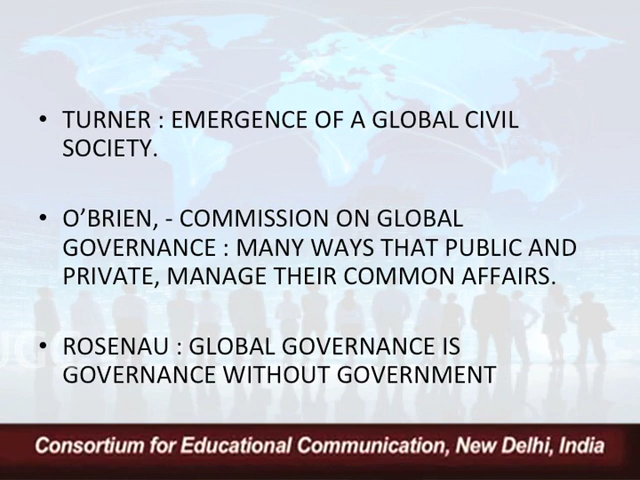 • TURNER : EMERGENCE OF A GLOBAL CIVIL
SOCIETY.
• O’BRIEN, - COMMISSION ON GLOBAL
GOVERNANCE : MANY WAYS THAT PUBLIC AND
PRIVATE, MANAGE THEIR COMMON AFFAIRS.
• ROSENAU : GLOBAL GOVERNANCE IS
GOVERNANCE WITHOUT GOVERNMENT
Consortium for Educational Communication, New Delhi, India